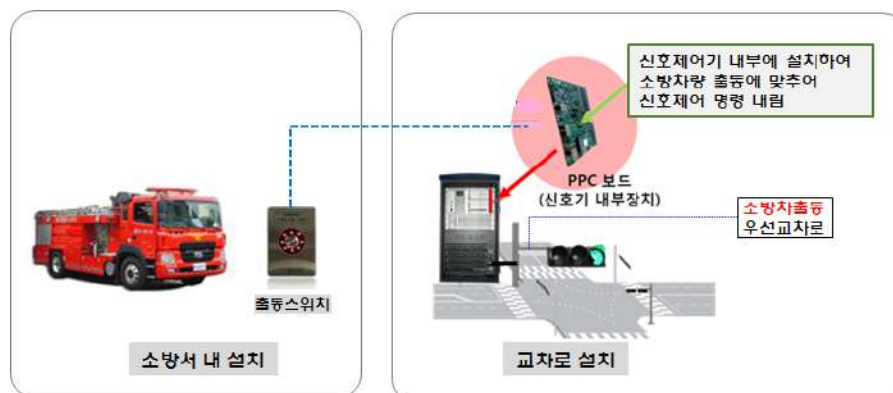 출동스위치
소방서 내 설치
신호제어기 내부에 설치하여
소방차량 출동에 맞추어
신호제어 명령 내림
PPC 보드
(신호기 내부장치)
소방차출동
우선교차로
교차로 설치